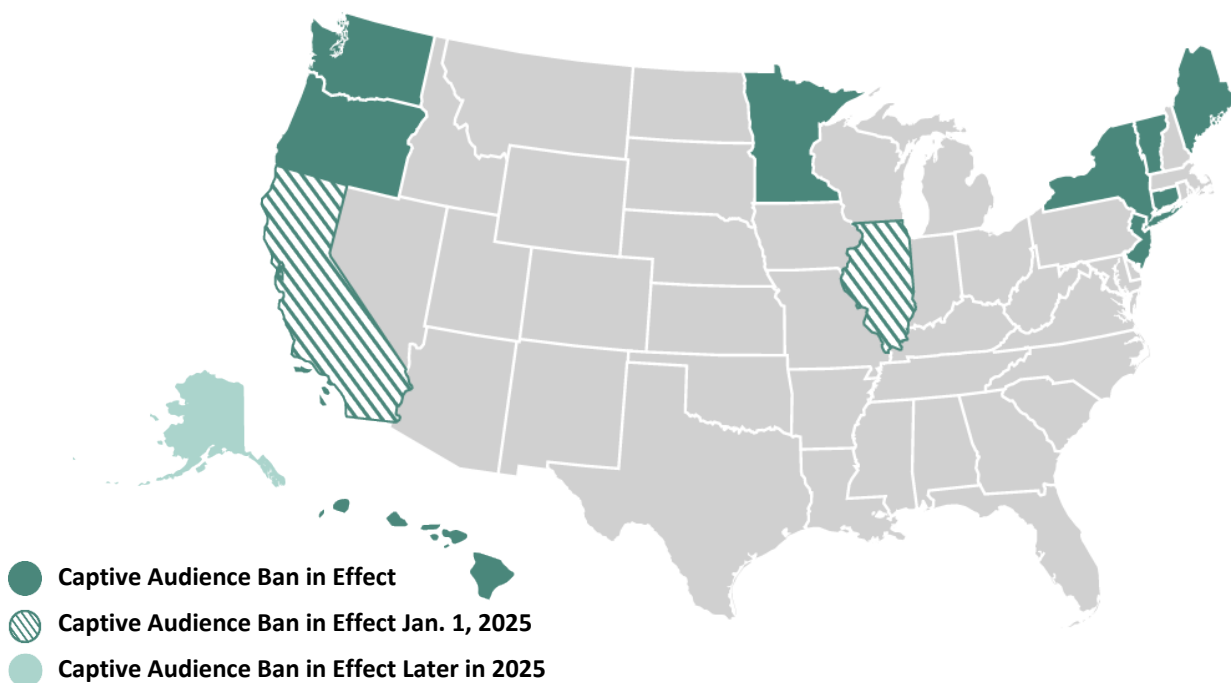 Captive Audience Ban in Effect
Captive Audience Ban in Effect Jan. 1, 2025
Captive Audience Ban in Effect Later in 2025